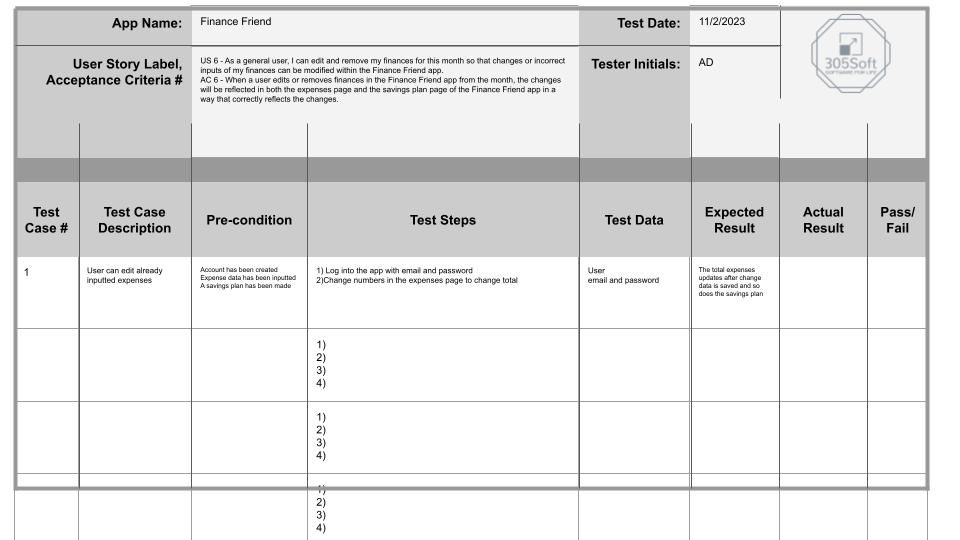 App Name:
Finance Friend
Test Date:
11/2/2023
User Story Label,
Acceptance Criteria #
US 6 - As a general user, I can edit and remove my finances for this month so that changes or incorrect
inputs of my finances can be modified within the Finance Friend app.
AC 6 - When a user edits or removes finances in the Finance Friend app from the month, the changes
will be reflected in both the expenses page and the savings plan page of the Finance Friend app in a
way that correctly reflects the changes.
Tester Initials:
AD
305Soft
SOFTWARE FOR LIFE
Test
Case #
Test Case
Description
Pre-condition
Test Steps
Test Data
Expected
Result
Actual
Result
Pass/
Fail
1
User can edit already
inputted expenses
Account has been created
Expense data has been inputted
A savings plan has been made
1) Log into the app with email and password
2)Change numbers in the expenses page to change total
User
email and password
The total expenses
updates after change
data is saved and so
does the savings plan
1)
2)
3)
4)
1)
2)
3)
4)
1)
2)
3)
4)